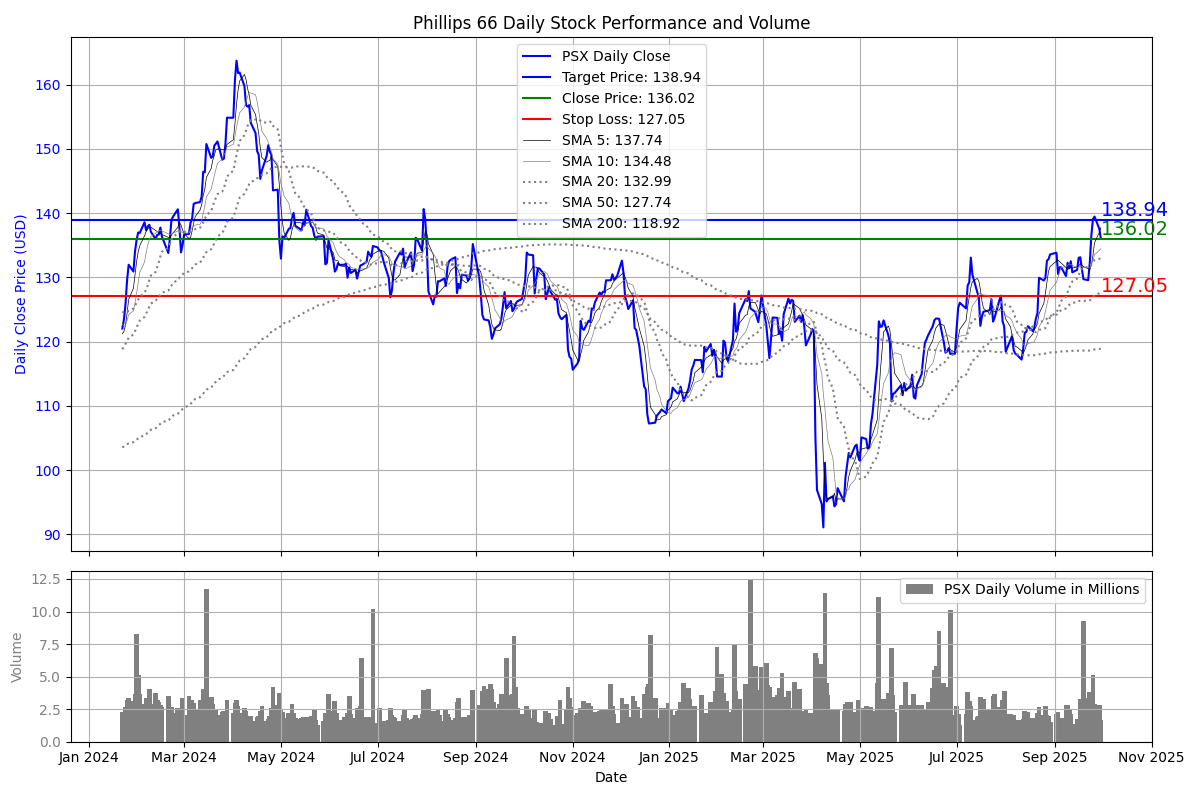 Phillips 66 Daily Stock Performance and Volume
Daily Close Price (USD)
160
150
140
130
120
110
100
90
PSX Daily Close
Target Price: 138.94
Close Price: 136.02
Stop Loss: 127.05
SMA 5: 137.74
SMA 10: 134.48
SMA 20: 132.99
SMA 50: 127.74
SMA 200: 118.92
138.94
136.02
127.05
Volume
12.5
10.0
7.5
5.0
2.5
0.0
PSX Daily Volume in Millions
Jan 2024 Mar 2024 May 2024 Jul 2024 Sep 2024 Nov 2024 Jan 2025 Mar 2025 May 2025 Jul 2025 Sep 2025 Nov 2025
Date